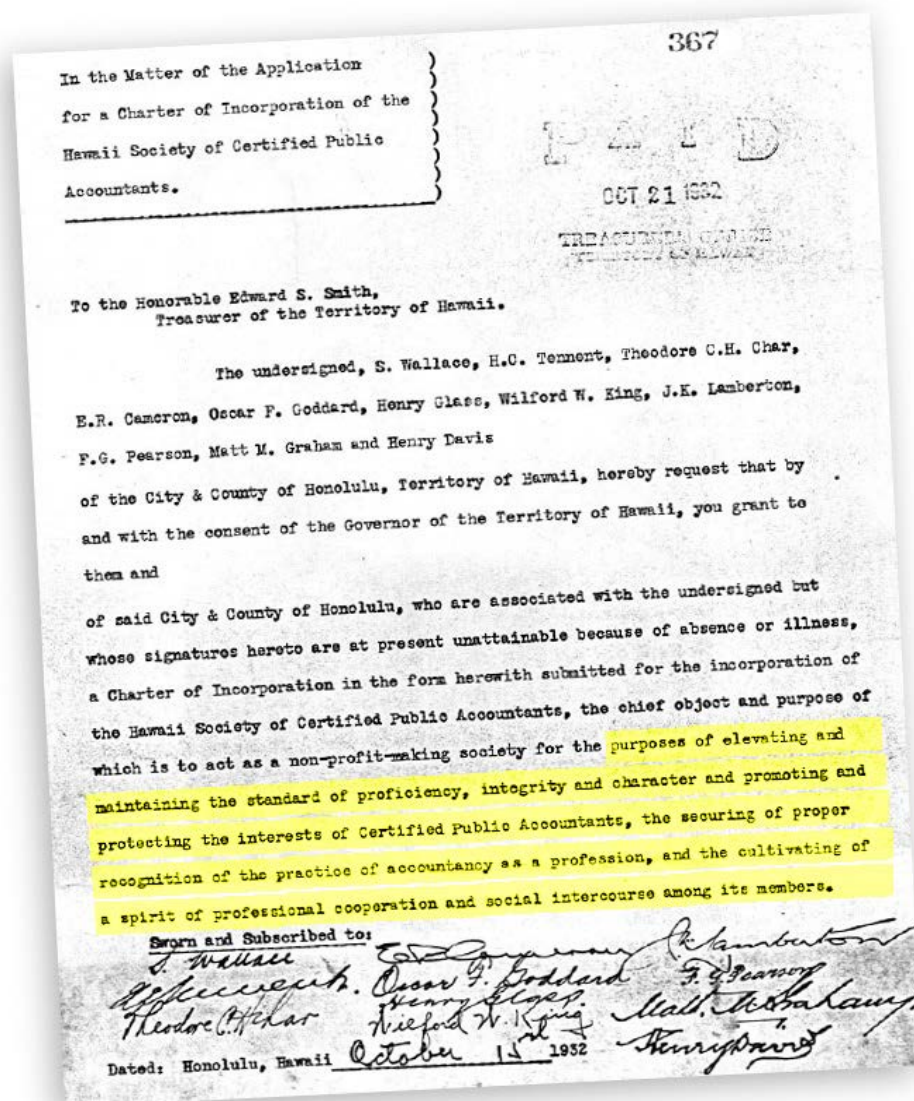 367
In the Matter of the Application
for a Charter of Incorporation of the
Hawaii Society of Certified Public
Accountants.
PAID
OCT 21 1932
TREASURER'S OFFICE
TERRITORY OF HAWAII
To the Honorable Edward S. Smith,
Treasurer of the Territory of Hawaii.
The undersigned, S. Wallace, H.C. Tennent, Theodore C.H. Char,
E.R. Cameron, Oscar F. Goddard, Henry Glass, Wilford W. King, J.K. Lamberton,
F.G. Pearson, Matt M. Graham and Henry Davis
of the City & County of Honolulu, Territory of Hawaii, hereby request that by
and with the consent of the Governor of the Territory of Hawaii, you grant to
them and
of said City & County of Honolulu, who are associated with the undersigned but
whose signatures hereto are at present unattainable because of absence or illness,
a Charter of Incorporation in the form herewith submitted for the incorporation of
the Hawaii Society of Certified Public Accountants, the chief object and purpose of
which is to act as a non-profit-making society for the purposes of elevating and
maintaining the standard of proficiency, integrity and character and promoting and
protecting the interests of Certified Public Accountants, the securing of proper
recognition of the practice of accountancy as a profession, and the cultivating of
a spirit of professional cooperation and social intercourse among its members.
Sworn and Subscribed to:
S. Wallace
Oscar F. Goddard
F. G. Pearson
Theodore C. H. Char
Henry Glass
Wilford W. King
Matt. M. Graham
Henry Davis
Dated: Honolulu, Hawaii October 1932